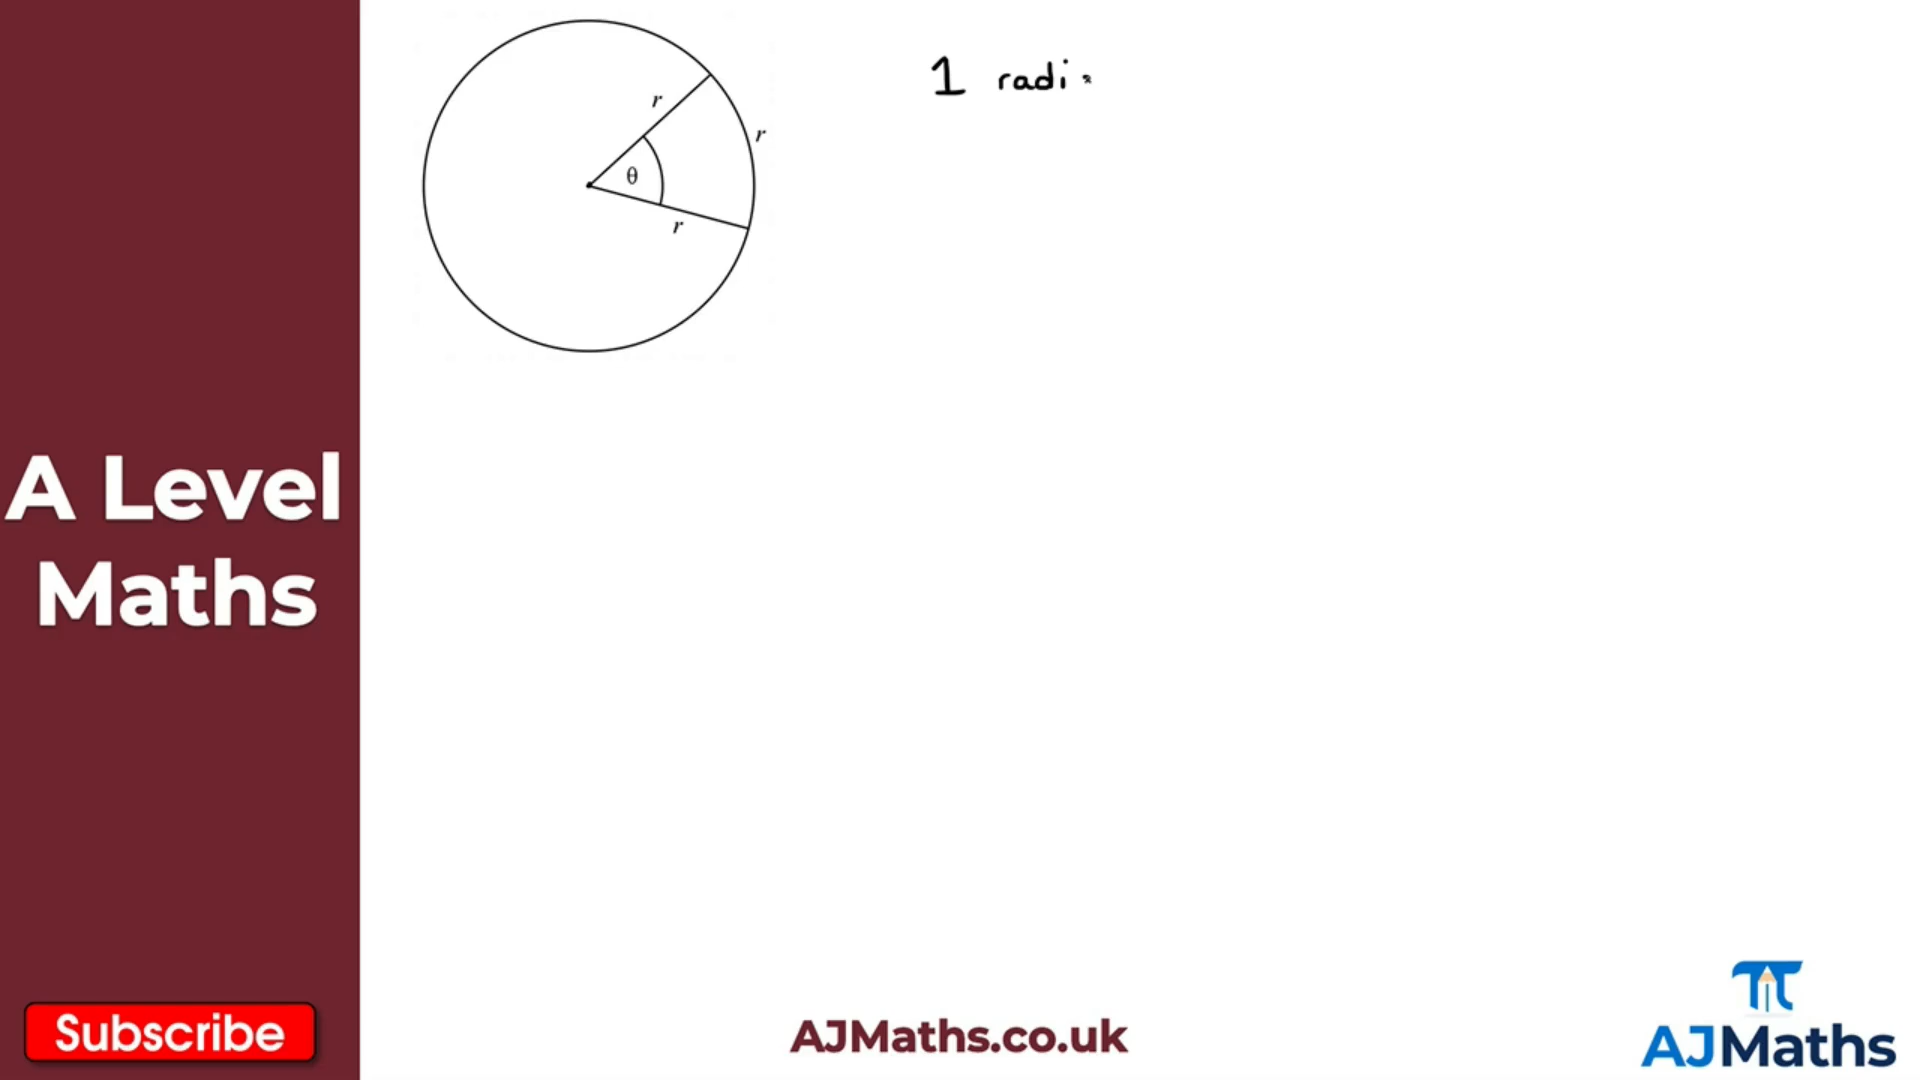 r
r
θ
r
1 radi
A Level
Maths
Subscribe
AJMaths.co.uk
AJMaths